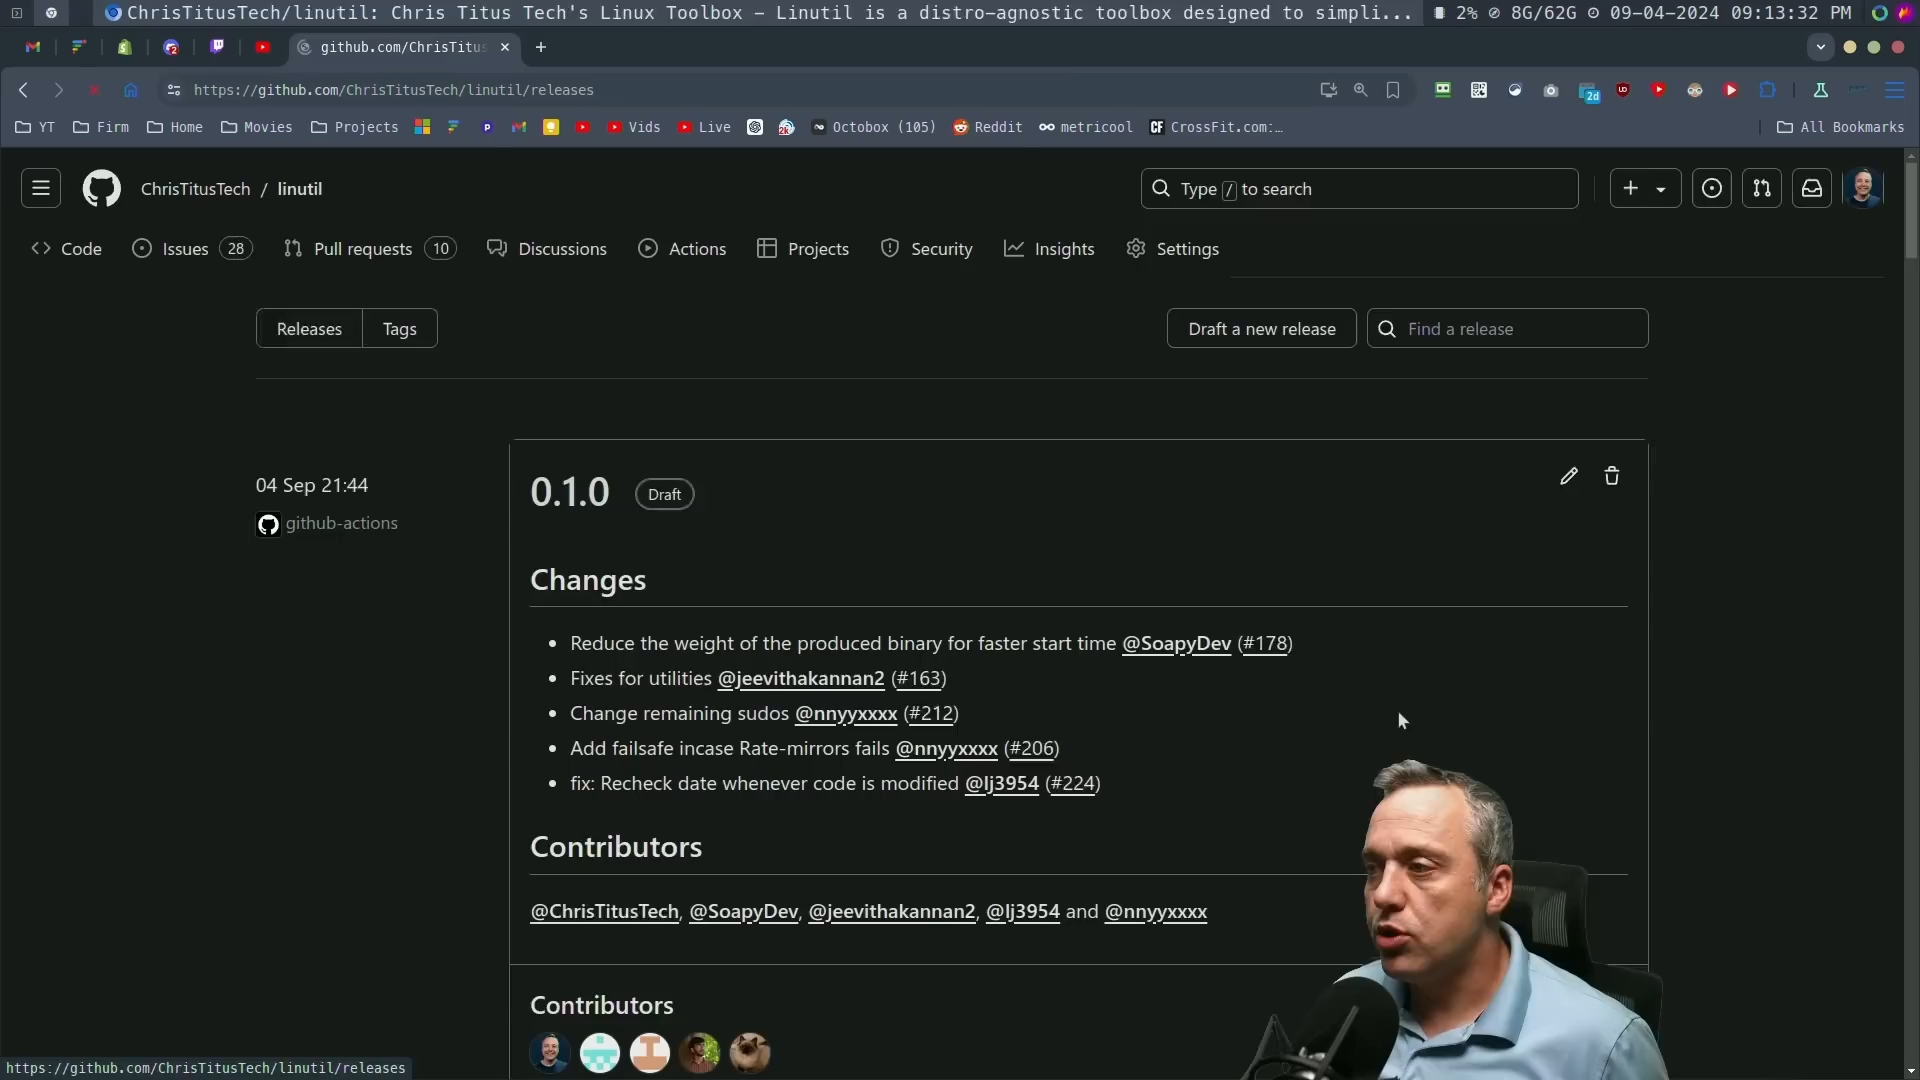 ChrisTitusTech/linutil: Chris Titus Tech's Linux Toolbox – Linutil is a distro-agnostic toolbox designed to simpli... 2% 8G/62G 09-04-2024 09:13:32 PM
github.com/ChrisTitus
https://github.com/ChrisTitusTech/linutil/releases
2d
YT Firm Home Movies Projects Vids Live Octobox (105) Reddit metricool CF CrossFit.com:... All Bookmarks
ChrisTitusTech / linutil
Type / to search
Code Issues 28 Pull requests 10 Discussions Actions Projects Security Insights Settings
Releases Tags
Draft a new release Find a release
04 Sep 21:44
github-actions
0.1.0 Draft
Changes
• Reduce the weight of the produced binary for faster start time @SoapyDev (#178)
• Fixes for utilities @jeevithakannan2 (#163)
• Change remaining sudos @nnyyxxxx (#212)
• Add failsafe incase Rate-mirrors fails @nnyyxxxx (#206)
• fix: Recheck date whenever code is modified @lj3954 (#224)
Contributors
@ChrisTitusTech, @SoapyDev, @jeevithakannan2, @lj3954 and @nnyyxxxx
Contributors
https://github.com/ChrisTitusTech/linutil/releases